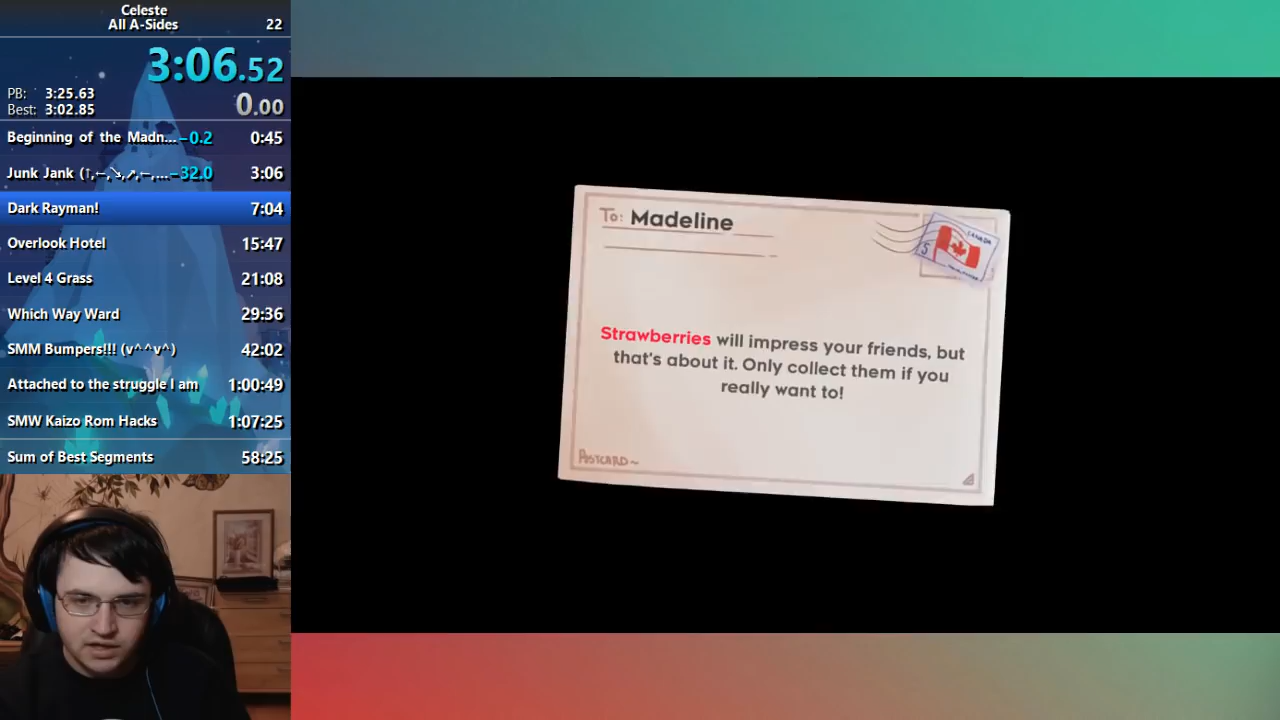 Celeste
All A-Sides 22
3:06.52
PB: 3:25.63
Best: 3:02.85
0.00
Beginning of the Madn... -0.2 0:45
Junk Jank (↑,←,↘,↗,←,... -32.0 3:06
Dark Rayman! 7:04
Overlook Hotel 15:47
Level 4 Grass 21:08
Which Way Ward 29:36
SMM Bumpers!!! (v^^v^) 42:02
Attached to the struggle I am 1:00:49
SMW Kaizo Rom Hacks 1:07:25
Sum of Best Segments 58:25
To: Madeline
CANADA
5
Strawberries will impress your friends, but
that's about it. Only collect them if you
really want to!
POSTCARD~